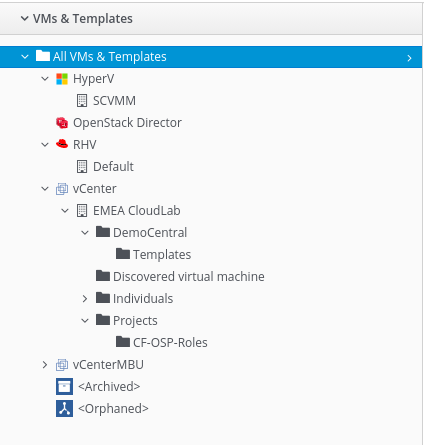 VMs & Templates
All VMs & Templates
HyperV
SCVMM
OpenStack Director
RHV
Default
vCenter
EMEA CloudLab
DemoCentral
Templates
Discovered virtual machine
Individuals
Projects
CF-OSP-Roles
vCenterMBU
<Archived>
<Orphaned>